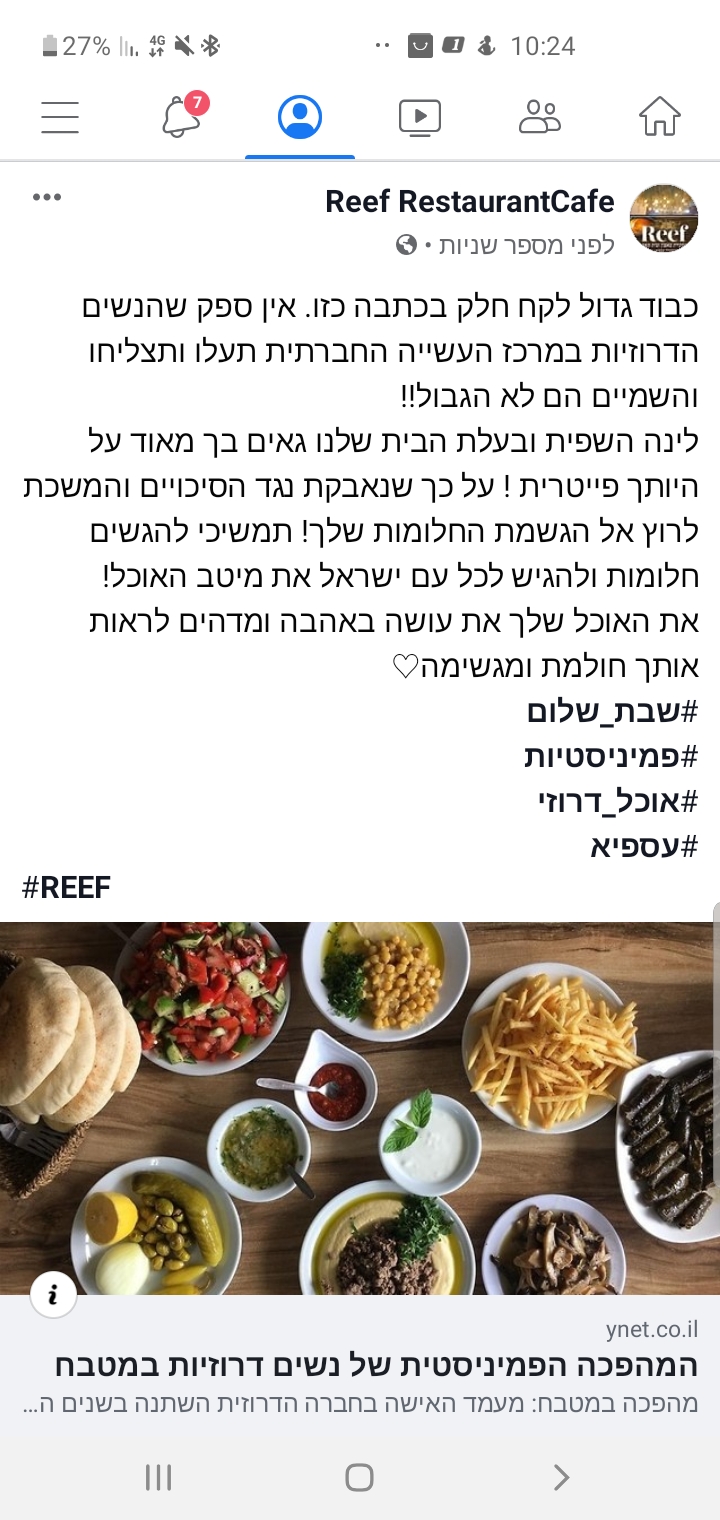 27% 4G 10:24
7
Reef RestaurantCafe
Reef
לפני מספר שניות •
כבוד גדול לקח חלק בכתבה כזו. אין ספק שהנשים
הדרוזיות במרכז העשייה החברתית תעלו ותצליחו
והשמיים הם לא הגבול!!
לינה השפית ובעלת הבית שלנו גאים בך מאוד על
היותך פייטרית ! על כך שנאבקת נגד הסיכויים והמשכת
לרוץ אל הגשמת החלומות שלך! תמשיכי להגשים
חלומות ולהגיש לכל עם ישראל את מיטב האוכל!
את האוכל שלך את עושה באהבה ומדהים לראות
אותך חולמת ומגשימה♡
#שבת_שלום
#פמיניסטיות
#אוכל_דרוזי
#עספיא
#REEF
ynet.co.il
המהפכה הפמיניסטית של נשים דרוזיות במטבח
מהפכה במטבח: מעמד האישה בחברה הדרוזית השתנה בשנים ה...